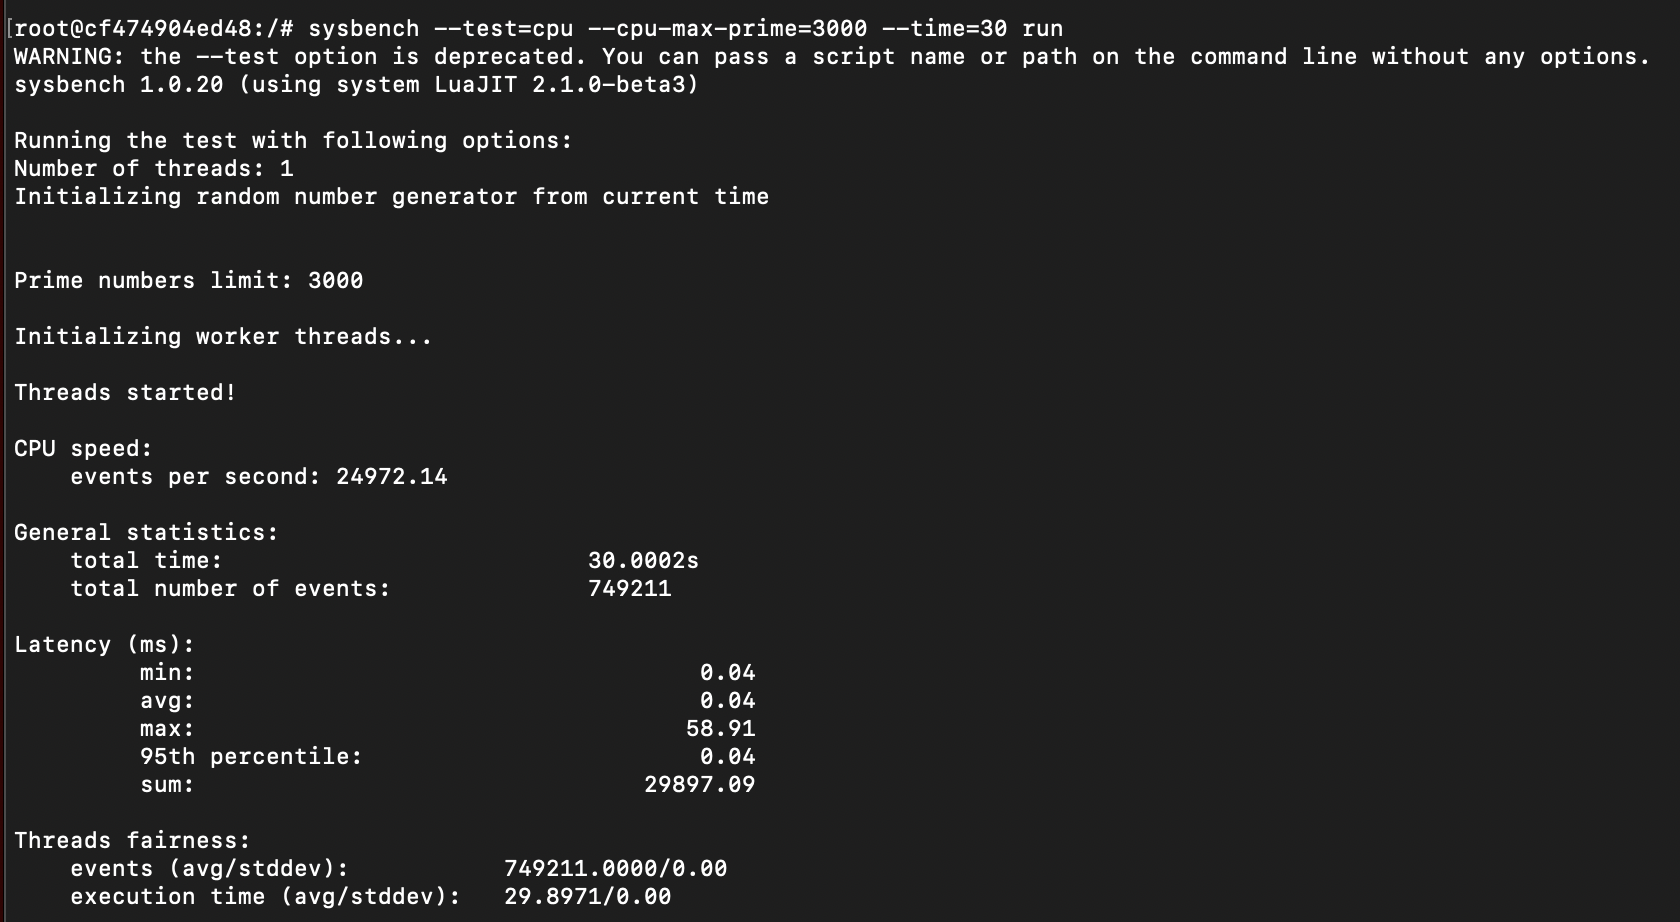 [root@cf474904ed48:/# sysbench --test=cpu --cpu-max-prime=3000 --time=30 run
WARNING: the --test option is deprecated. You can pass a script name or path on the command line without any options.
sysbench 1.0.20 (using system LuaJIT 2.1.0-beta3)
Running the test with following options:
Number of threads: 1
Initializing random number generator from current time
Prime numbers limit: 3000
Initializing worker threads...
Threads started!
CPU speed:
events per second: 24972.14
General statistics:
total time: 30.0002s
total number of events: 749211
Latency (ms):
min: 0.04
avg: 0.04
max: 58.91
95th percentile: 0.04
sum: 29897.09
Threads fairness:
events (avg/stddev): 749211.0000/0.00
execution time (avg/stddev): 29.8971/0.00